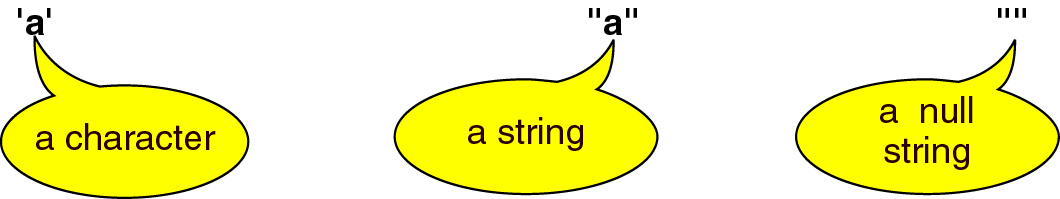 'a'
a character
"a"
a string
""
a null
string